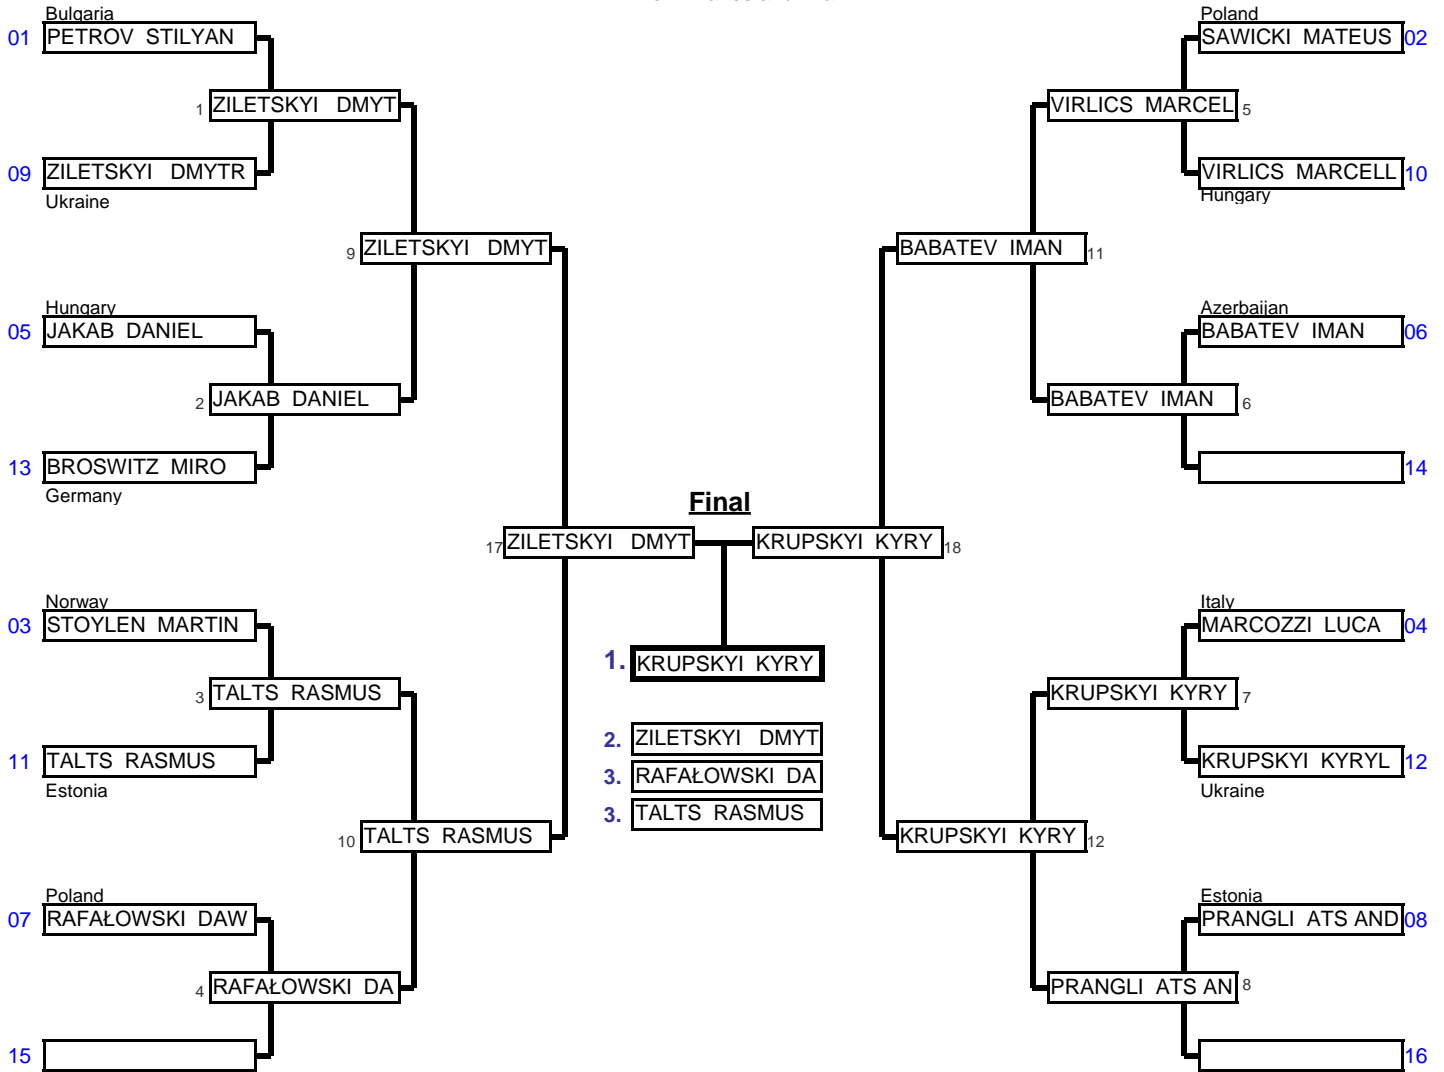 Bulgaria
01 PETROV STILYAN
1 ZILETSKYI DMYT
09 ZILETSKYI DMYTR
Ukraine
9 ZILETSKYI DMYT
Hungary
05 JAKAB DANIEL
2 JAKAB DANIEL
13 BROSWITZ MIRO
Germany
17 ZILETSKYI DMYT
Norway
03 STOYLEN MARTIN
3 TALTS RASMUS
11 TALTS RASMUS
Estonia
10 TALTS RASMUS
Poland
07 RAFAŁOWSKI DAW
4 RAFAŁOWSKI DA
15
Final
1. KRUPSKYI KYRY
2. ZILETSKYI DMYT
3. RAFAŁOWSKI DA
3. TALTS RASMUS
Poland
SAWICKI MATEUS 02
VIRLICS MARCEL 5
VIRLICS MARCELL 10
Hungary
BABATEV IMAN 11
Azerbaijan
BABATEV IMAN 06
BABATEV IMAN 6
14
KRUPSKYI KYRY 18
Italy
MARCOZZI LUCA 04
KRUPSKYI KYRY 7
KRUPSKYI KYRYL 12
Ukraine
KRUPSKYI KYRY 12
Estonia
PRANGLI ATS AND 08
PRANGLI ATS AN 8
16